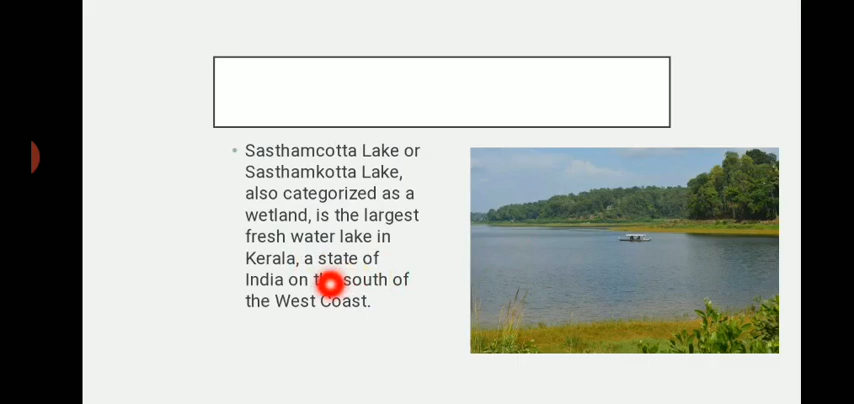 Sasthamcotta Lake or
Sasthamkotta Lake,
also categorized as a
wetland, is the largest
fresh water lake in
Kerala, a state of
India on the south of
the West Coast.